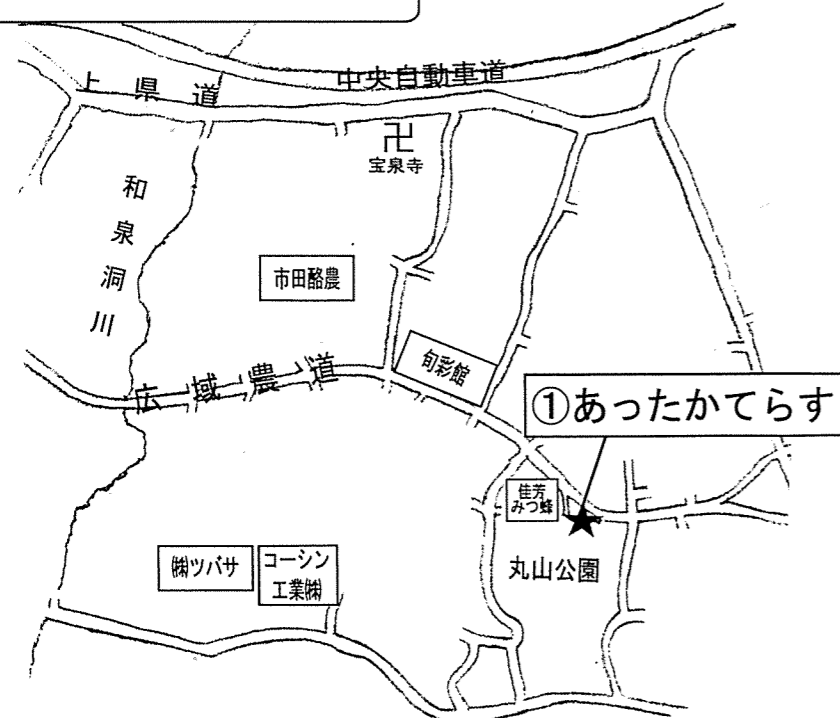 中央自動車道
上県道
卍
宝泉寺
和泉洞川
市田酪農
旬彩館
広域農道
①あったかてらす
佳芳
みつ蜂
★
丸山公園
㈱ツバサ
コーシン
工業㈱